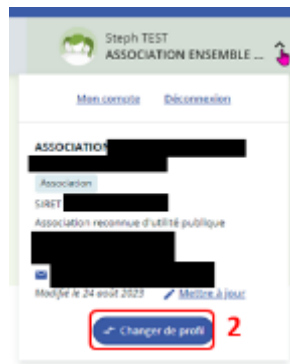 Steph TEST
ASSOCIATION ENSEMBLE ...
Mon compte Déconnexion
ASSOCIATION
Association
SIRET
Association reconnue d'utilité publique
Modifié le 24 août 2023 Mettre à jour
Changer de profil 2